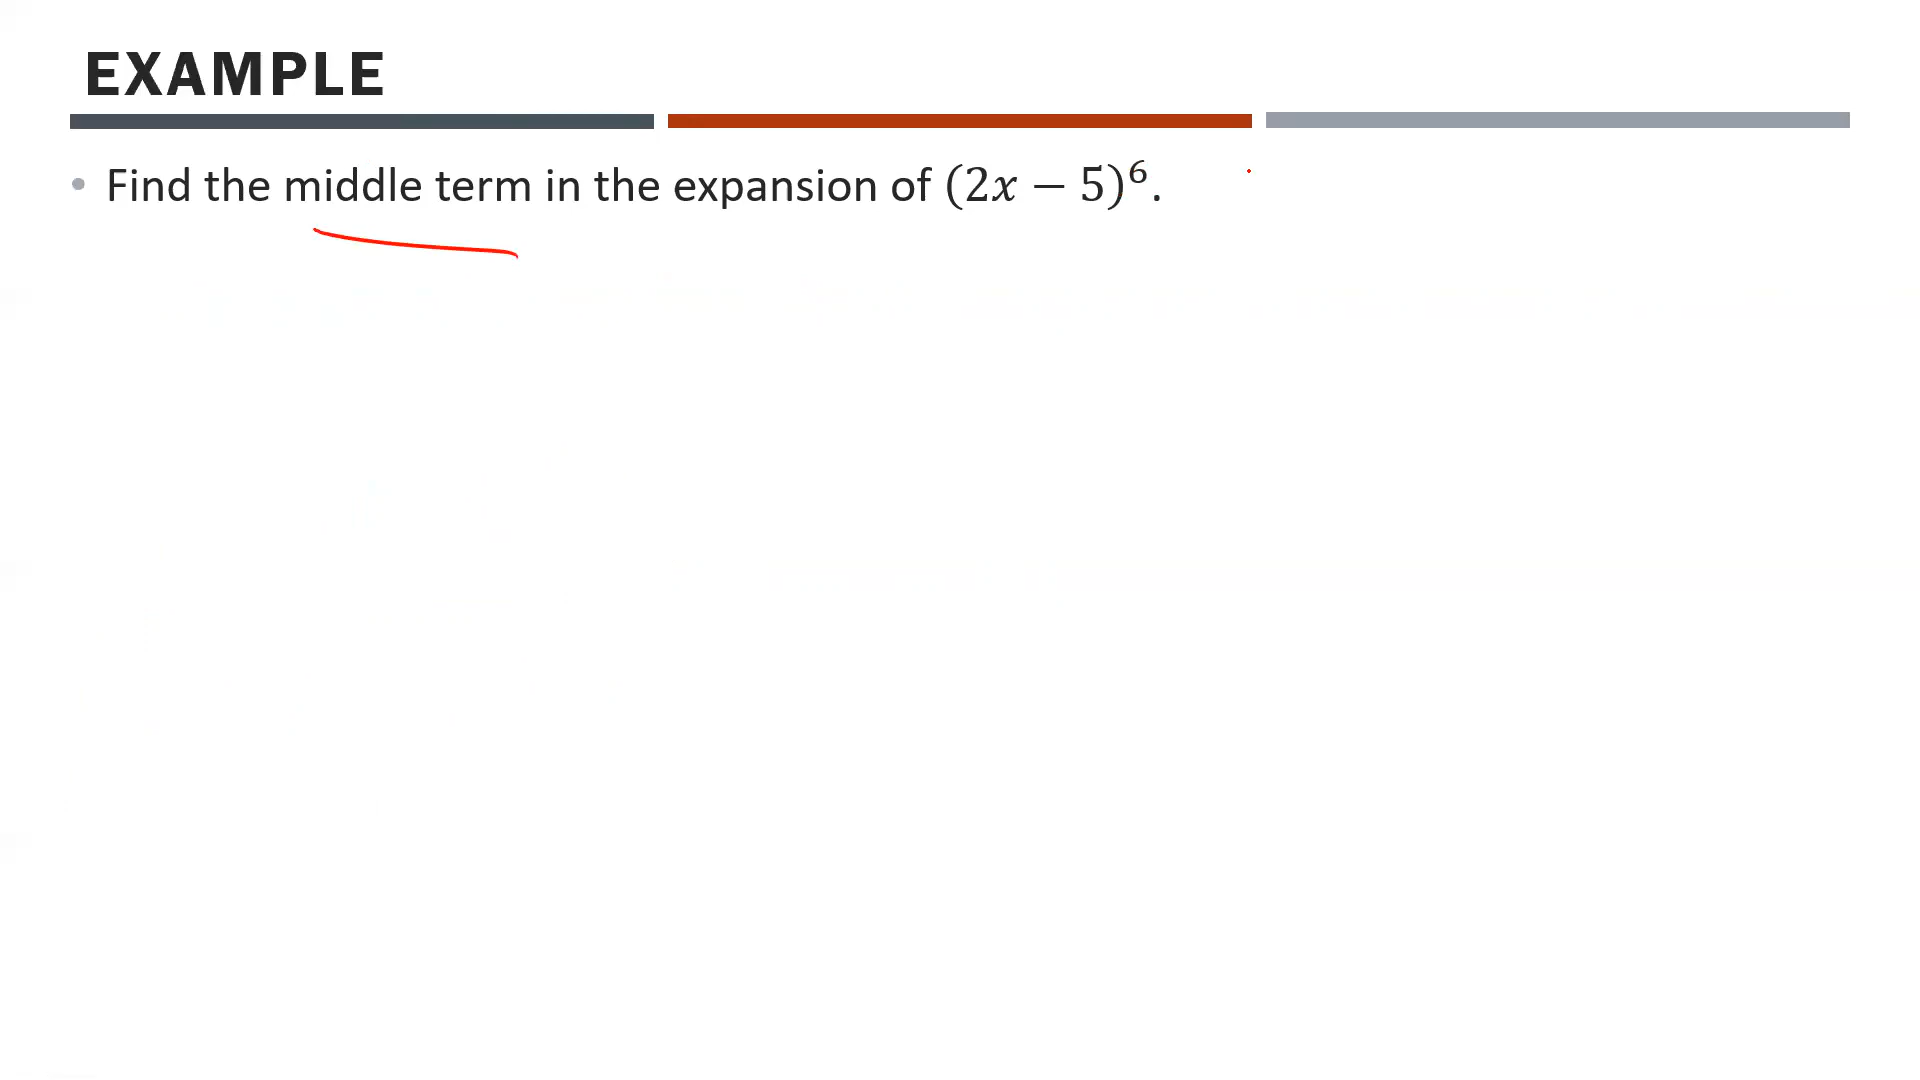 EXAMPLE
• Find the middle term in the expansion of (2x − 5)⁶.